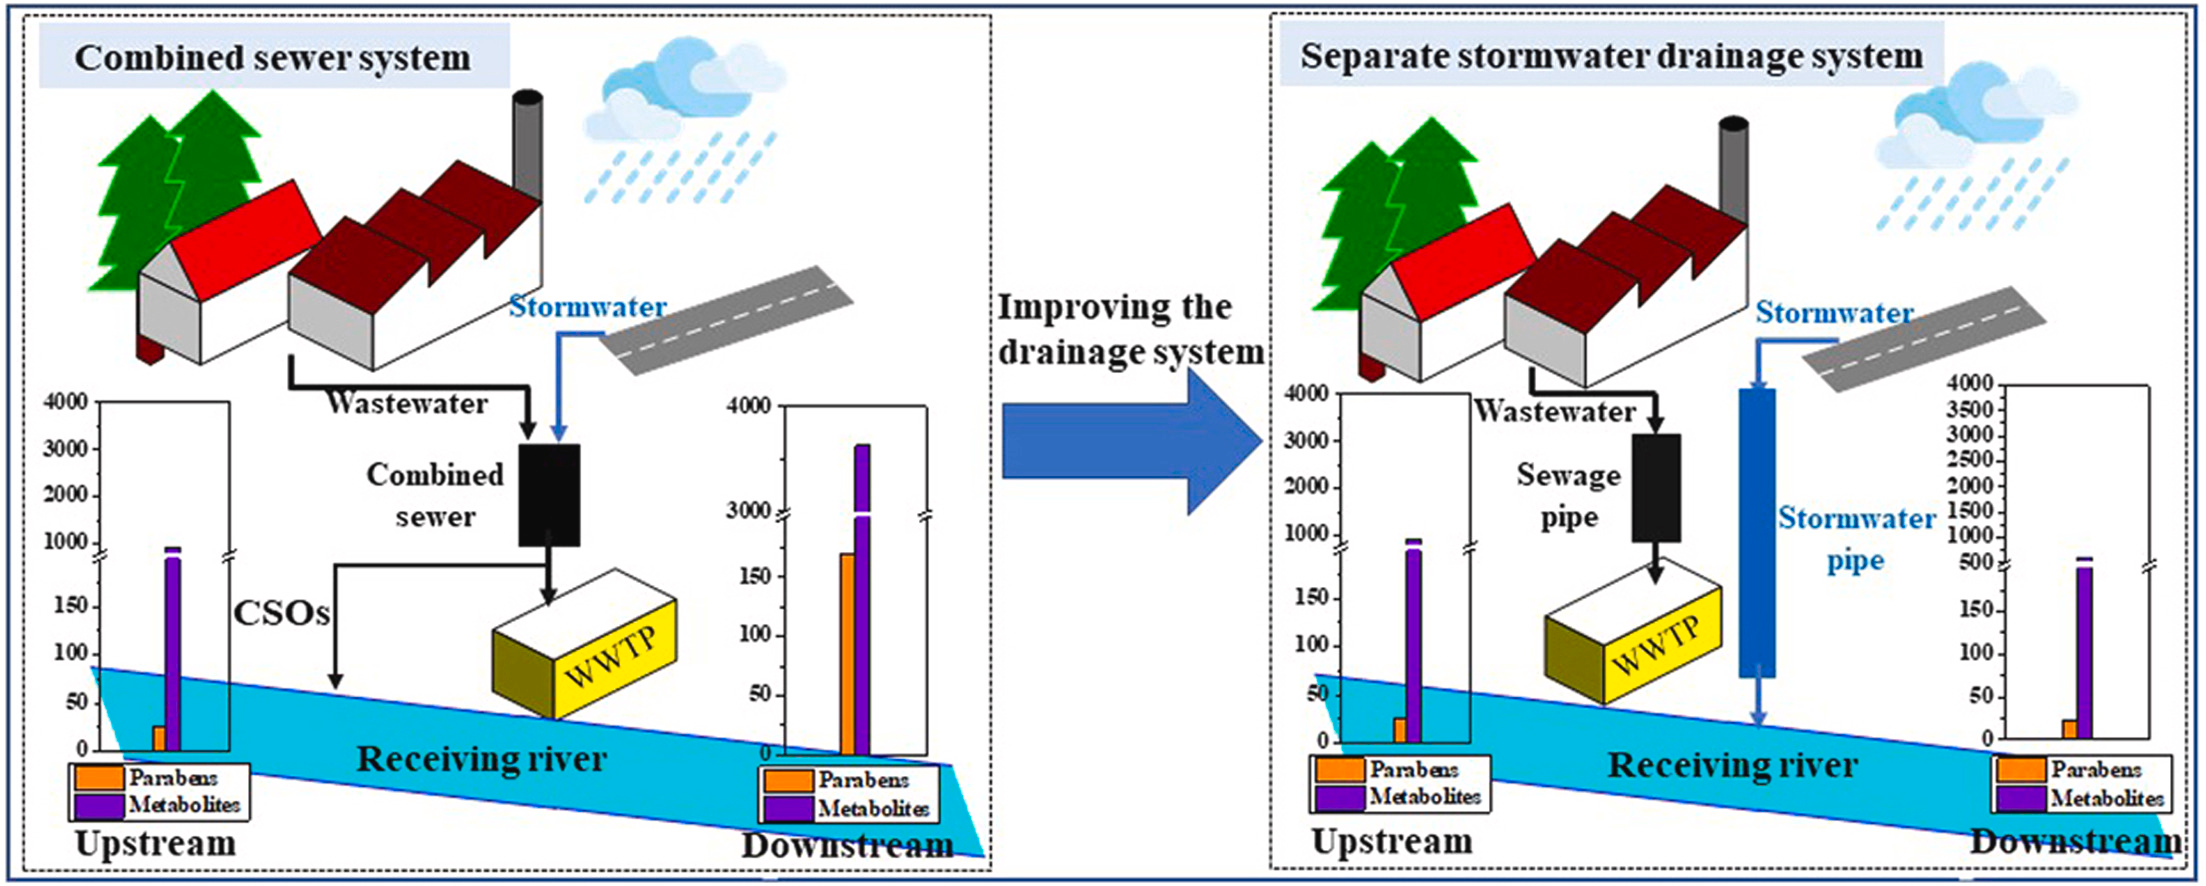 Combined sewer system
Stormwater
Wastewater
Combined
sewer
CSOs
WWTP
Receiving river
4000
3000
2000
1000
150
100
50
0
Parabens
Metabolites
Upstream
4000
3000
150
100
50
0
Parabens
Metabolites
Downstream
Improving the
drainage system
Separate stormwater drainage system
Stormwater
Wastewater
Sewage
pipe
Stormwater
pipe
WWTP
Receiving river
4000
3000
2000
1000
150
100
50
0
Parabens
Metabolites
Upstream
4000
3500
3000
2500
2000
1500
1000
500
150
100
50
0
Parabens
Metabolites
Downstream